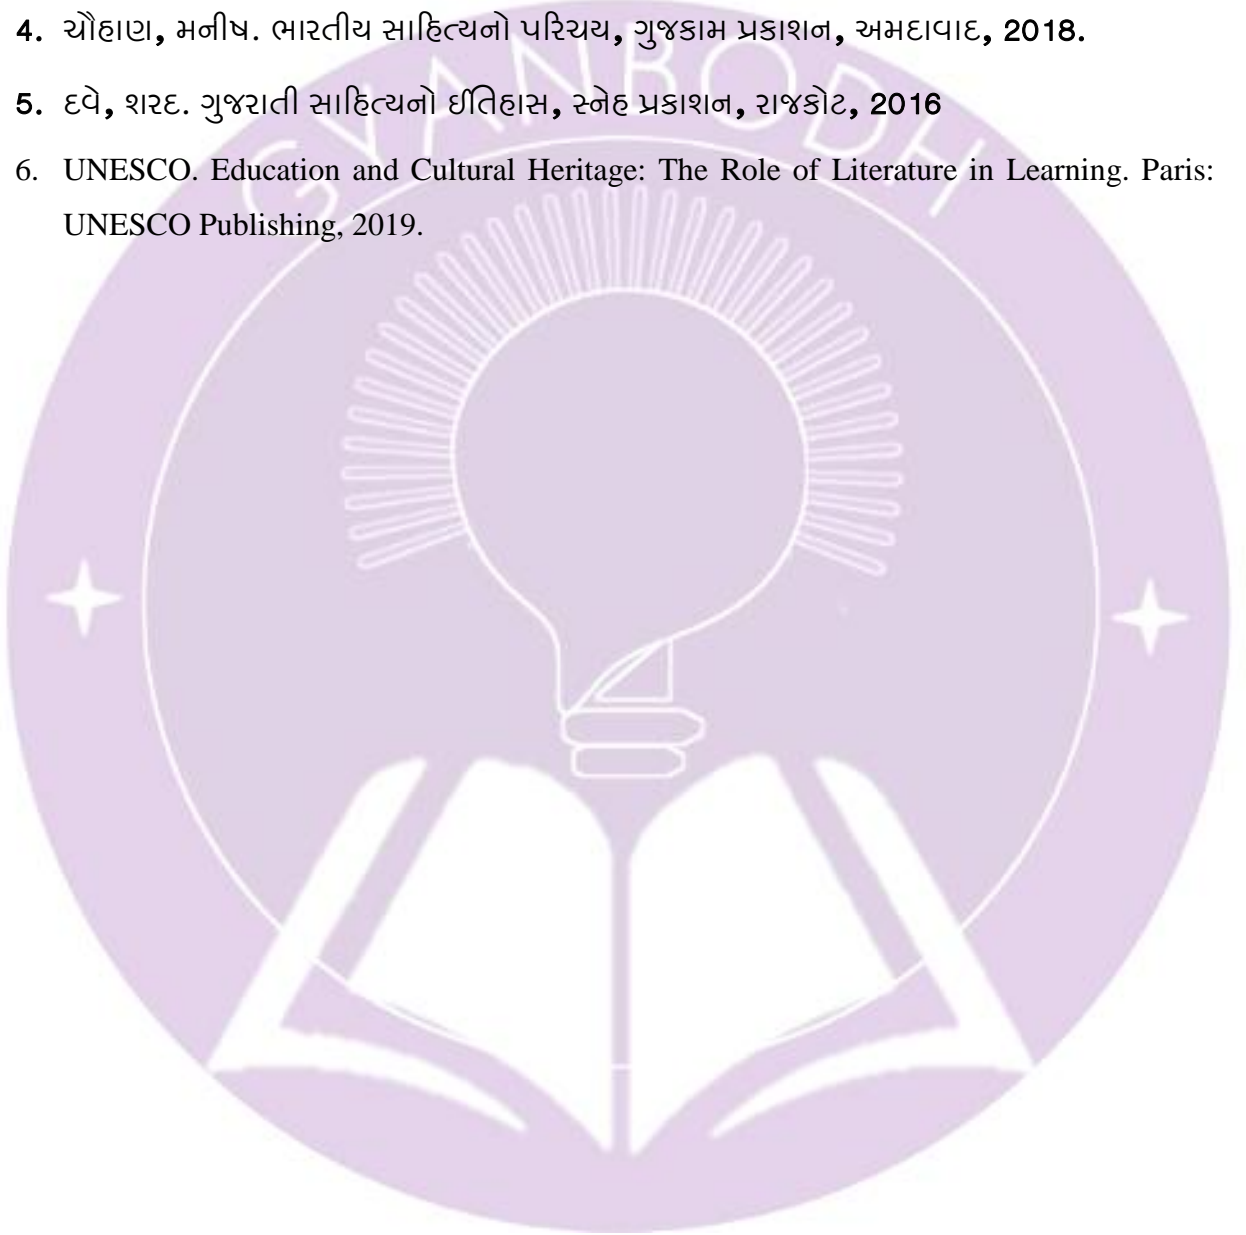 4. ચૌહાણ, મનીષ. ભારતીય સાહિત્યનો પરિચય, ગુજકામ પ્રકાશન, અમદાવાદ, 2018.
5. દવે, શરદ. ગુજરાતી સાહિત્યનો ઈતિહાસ, સ્નેહ પ્રકાશન, રાજકોટ, 2016
6. UNESCO. Education and Cultural Heritage: The Role of Literature in Learning. Paris:
UNESCO Publishing, 2019.
GYANBODH